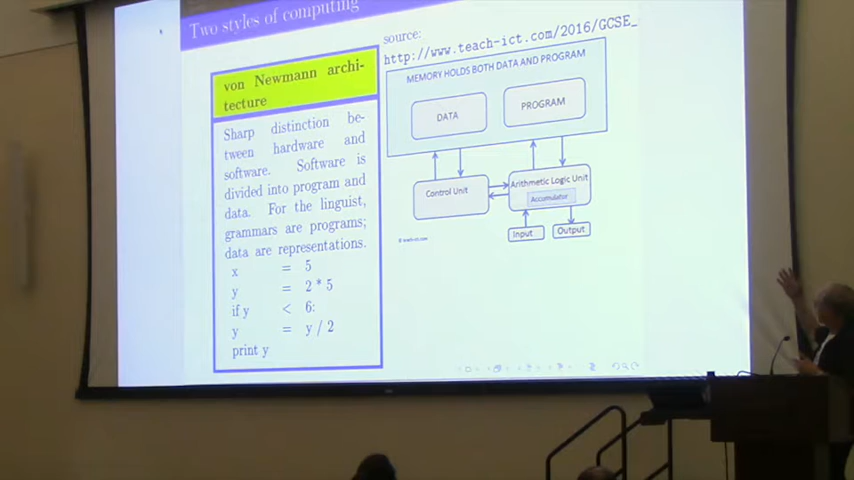 Two styles of computing
von Newmann archi-
tecture
Sharp distinction be-
tween hardware and
software. Software is
divided into program and
data. For the linguist,
grammars are programs;
data are representations.
x = 5
y = 2 * 5
if y < 6:
y = y / 2
print y
source:
http://www.teach-ict.com/2016/GCSE_
MEMORY HOLDS BOTH DATA AND PROGRAM
DATA
PROGRAM
Control Unit
Arithmetic Logic Unit
Accumulator
Input
Output
© teach-ict.com